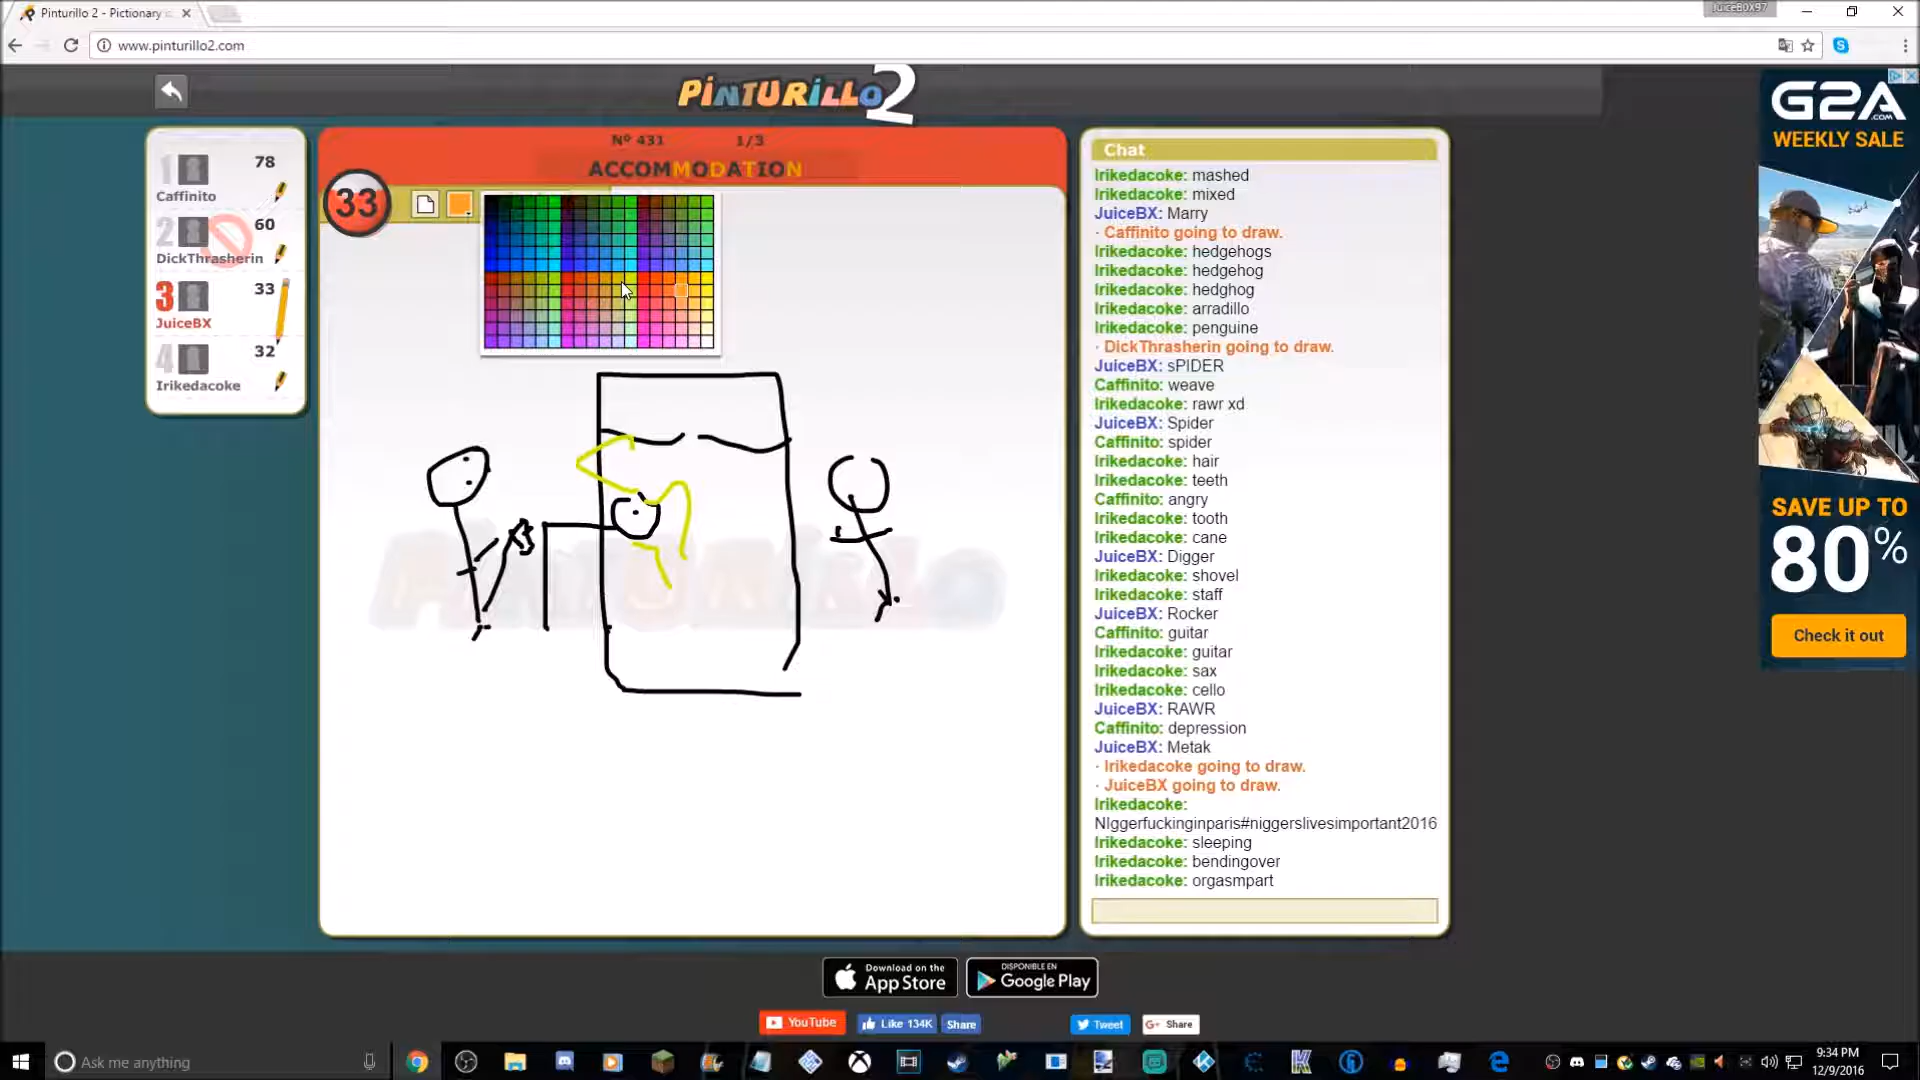 Pinturillo 2 - Pictionary
JuiceB0X97
www.pinturillo2.com
PiNTURiLLO2
Nº 431 1/3
ACCOMMODATION
33
1 78
Caffinito
2 60
DickThrasherin
3 33
JuiceBX
4 32
Irikedacoke
Chat
Irikedacoke: mashed
Irikedacoke: mixed
JuiceBX: Marry
· Caffinito going to draw.
Irikedacoke: hedgehogs
Irikedacoke: hedgehog
Irikedacoke: hedghog
Irikedacoke: arradillo
Irikedacoke: penguine
· DickThrasherin going to draw.
JuiceBX: sPIDER
Caffinito: weave
Irikedacoke: rawr xd
JuiceBX: Spider
Caffinito: spider
Irikedacoke: hair
Irikedacoke: teeth
Caffinito: angry
Irikedacoke: tooth
Irikedacoke: cane
JuiceBX: Digger
Irikedacoke: shovel
Irikedacoke: staff
JuiceBX: Rocker
Caffinito: guitar
Irikedacoke: guitar
Irikedacoke: sax
Irikedacoke: cello
JuiceBX: RAWR
Caffinito: depression
JuiceBX: Metak
· Irikedacoke going to draw.
· JuiceBX going to draw.
Irikedacoke:
NIggerfuckinginparis#niggerslivesimportant2016
Irikedacoke: sleeping
Irikedacoke: bendingover
Irikedacoke: orgasmpart
G2A
.COM
WEEKLY SALE
SAVE UP TO
80%
Check it out
Pinturillo
Download on the
App Store
DISPONIBLE EN
Google Play
YouTube
Like 134K
Share
Tweet
G+ Share
Ask me anything
9:34 PM
12/9/2016